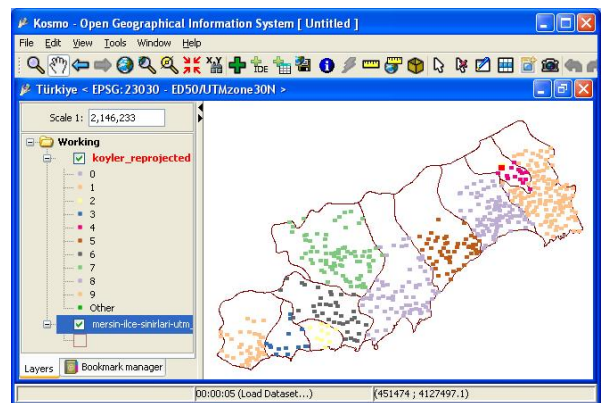 Kosmo - Open Geographical Information System [ Untitled ]
File Edit View Tools Window Help
X,Y
TDE
Türkiye < EPSG:23030 - ED50/UTMzone30N >
Scale 1: 2,146,233
Working
koyler_reprojected
0
1
2
3
4
5
6
7
8
9
Other
mersin-ilce-sinirlari-utm_
Layers Bookmark manager
00:00:05 (Load Dataset...) (451474 ; 4127497.1)